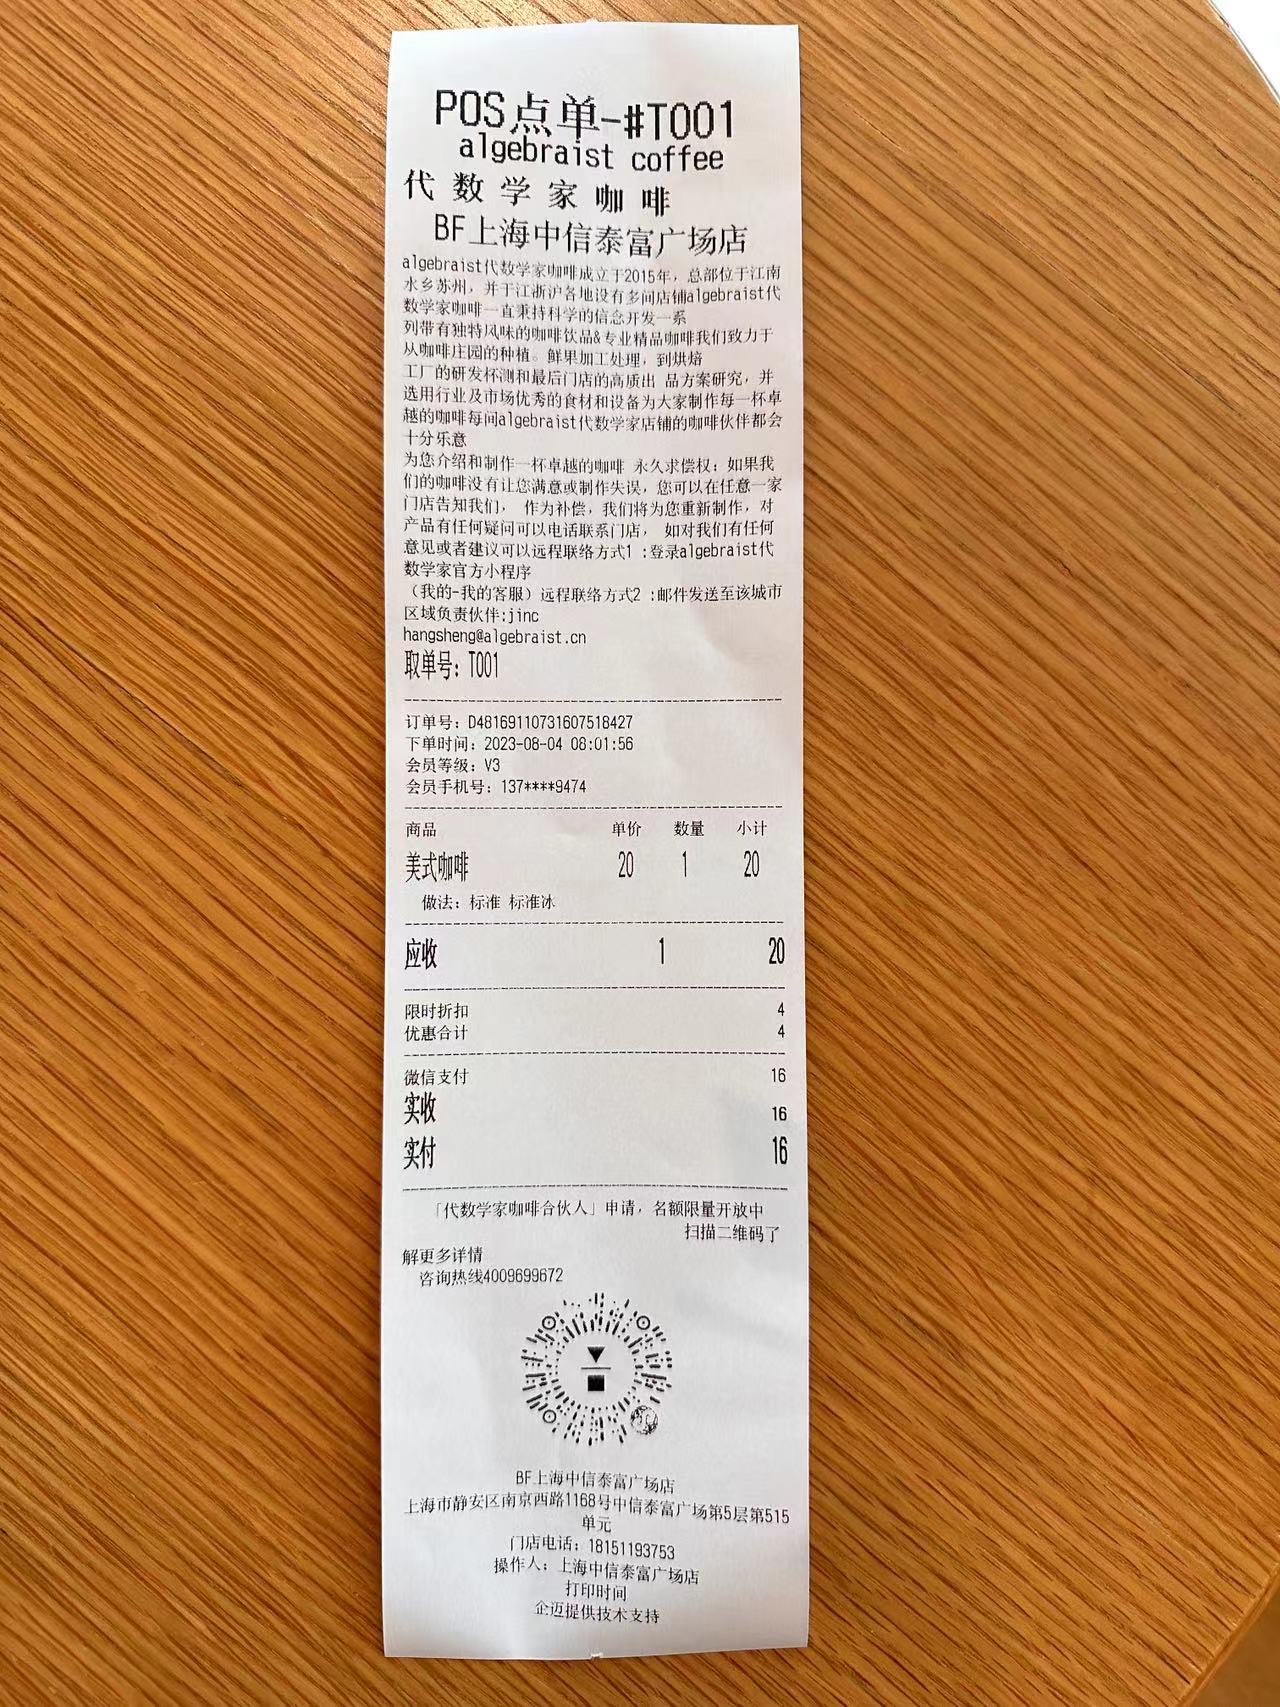 POS点单-#T001
algebraist coffee
代数学家咖啡
BF上海中信泰富广场店
algebraist代数学家咖啡成立于2015年，总部位于江南
水乡苏州，并于江浙沪各地设有多间店铺algebraist代
数学家咖啡一直秉持科学的信念开发一系
列带有独特风味的咖啡饮品&专业精品咖啡我们致力于
从咖啡庄园的种植。鲜果加工处理，到烘焙
工厂的研发杯测和最后门店的高质出 品方案研究，并
选用行业及市场优秀的食材和设备为大家制作每一杯卓
越的咖啡每间algebraist代数学家店铺的咖啡伙伴都会
十分乐意
为您介绍和制作一杯卓越的咖啡 永久求偿权：如果我
们的咖啡没有让您满意或制作失误，您可以在任意一家
门店告知我们， 作为补偿，我们将为您重新制作，对
产品有任何疑问可以电话联系门店， 如对我们有任何
意见或者建议可以远程联络方式1 :登录algebraist代
数学家官方小程序
（我的-我的客服）远程联络方式2 :邮件发送至该城市
区域负责伙伴:jinc
hangsheng@algebraist.cn
取单号：T001
订单号：D48169110731607518427
下单时间：2023-08-04 08:01:56
会员等级：V3
会员手机号：137****9474
商品 单价 数量 小计
美式咖啡 20 1 20
做法：标准 标准冰
应收 1 20
限时折扣 4
优惠合计 4
微信支付 16
实收 16
实付 16
「代数学家咖啡合伙人」申请，名额限量开放中
扫描二维码了
解更多详情
咨询热线4009699672
BF上海中信泰富广场店
上海市静安区南京西路1168号中信泰富广场第5层第515
单元
门店电话：18151193753
操作人：上海中信泰富广场店
打印时间
企迈提供技术支持